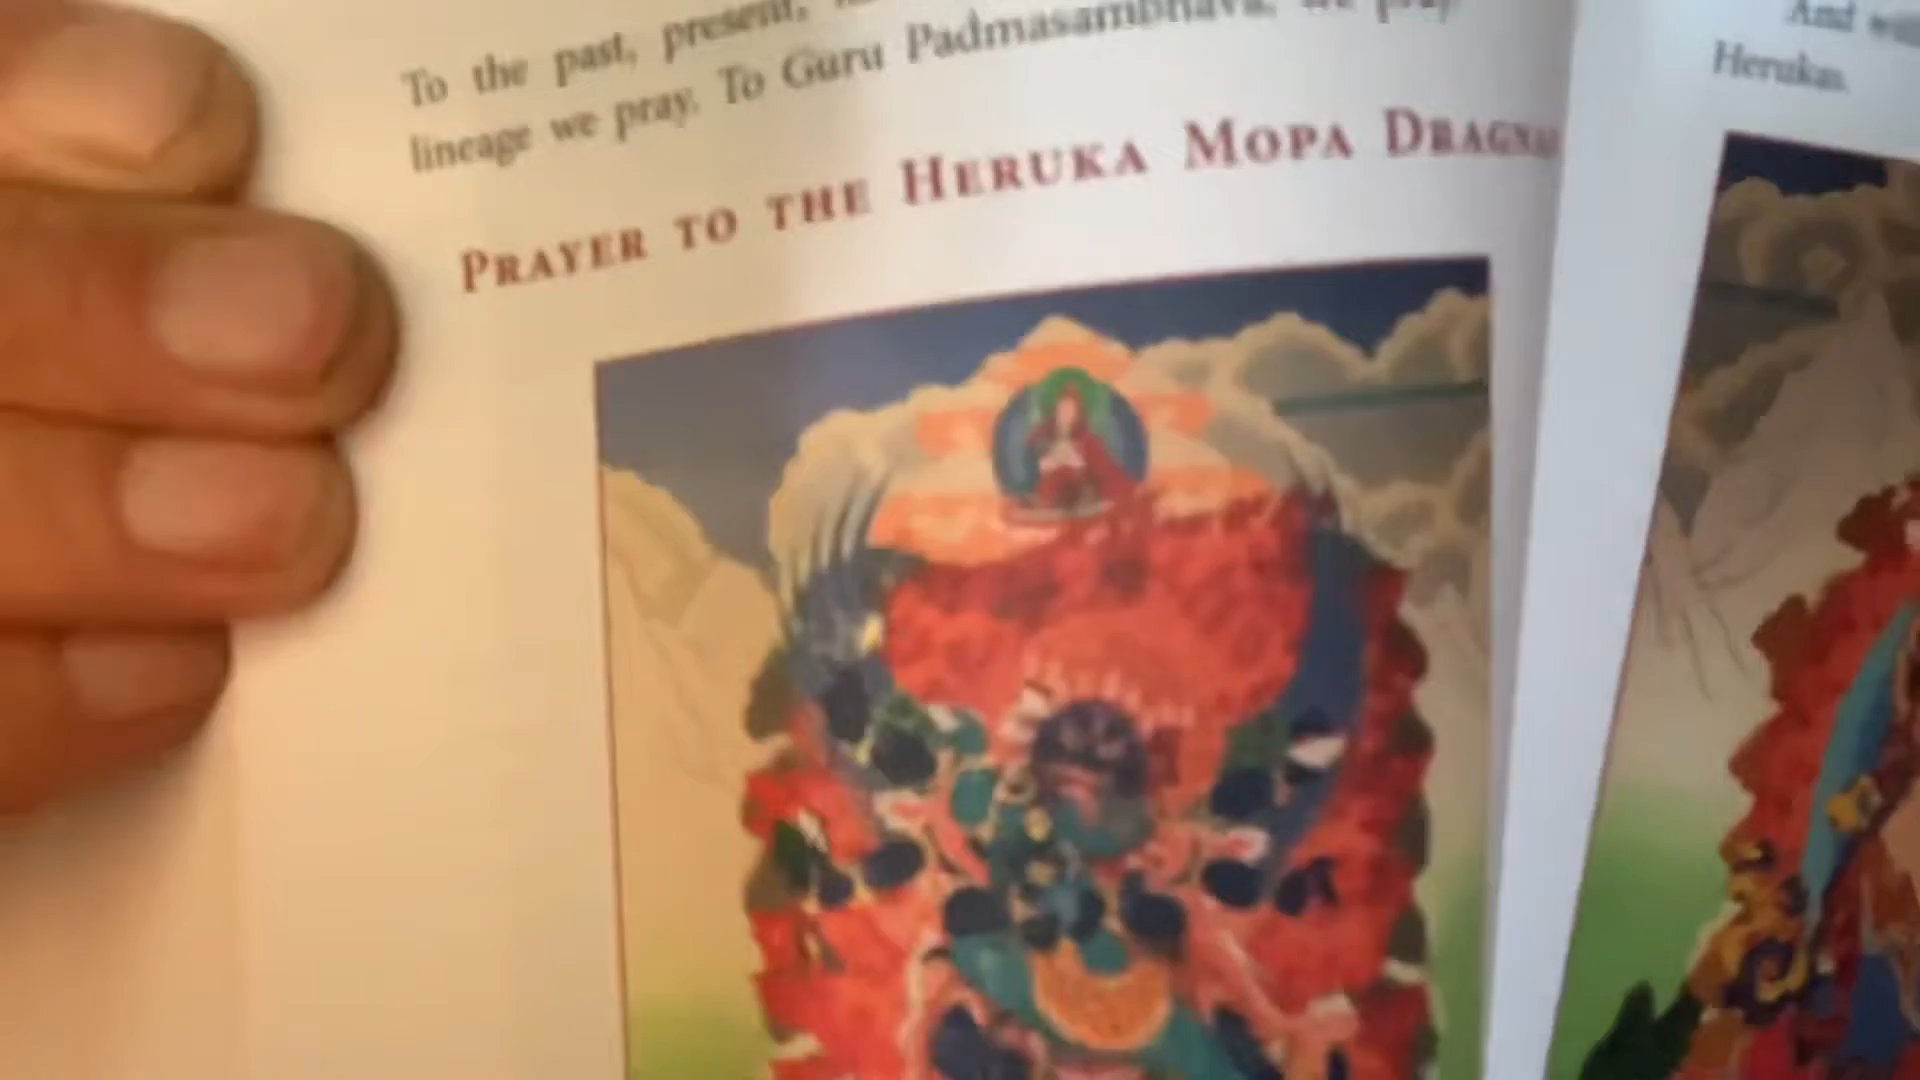 To the past, present,
lineage we pray. To Guru Padmasambhava, we pray
PRAYER TO THE HERUKA MOPA
And
Herukas.